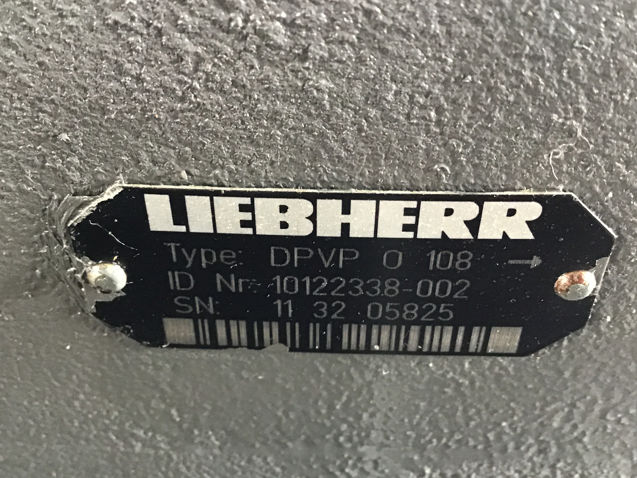 LIEBHERR
Type: DPVP O 108 →
ID Nr: 10122338-002
SN: 11 32 05825